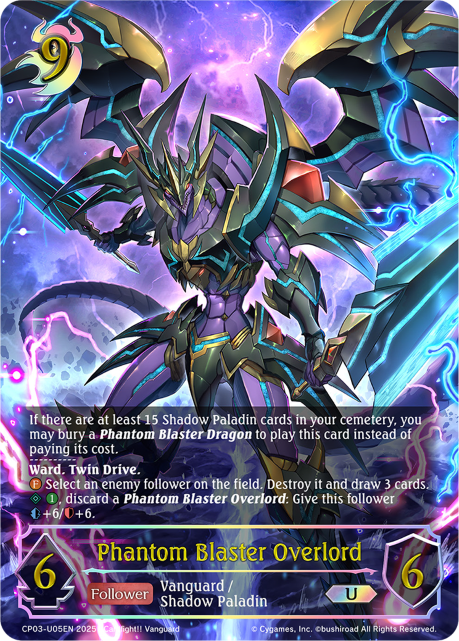 9
If there are at least 15 Shadow Paladin cards in your cemetery, you
may bury a Phantom Blaster Dragon to play this card instead of
paying its cost.
Ward. Twin Drive.
F Select an enemy follower on the field. Destroy it and draw 3 cards.
1, discard a Phantom Blaster Overlord: Give this follower
+6/+6.
Phantom Blaster Overlord
6
Follower
Vanguard /
Shadow Paladin
U
6
CP03-U05EN 2025 ight!! Vanguard
© Cygames, Inc. ©bushiroad All Rights Reserved.